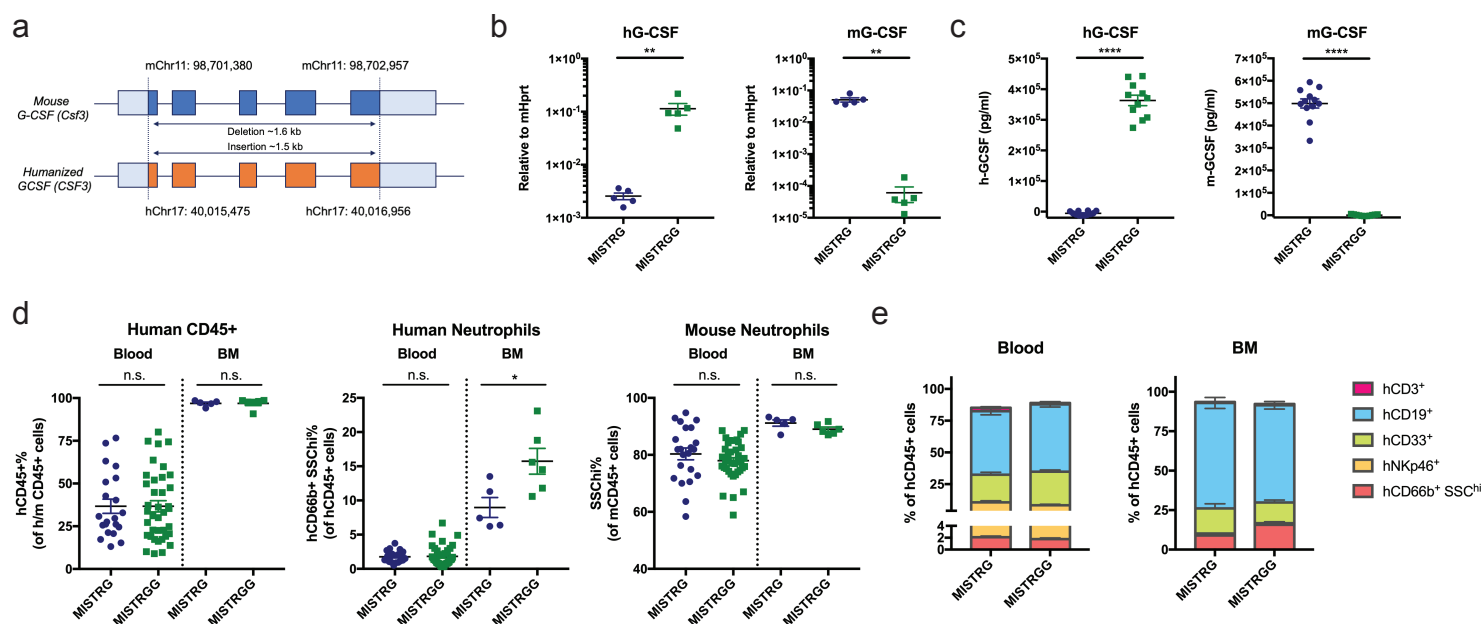 a
mChr11: 98,701,380
mChr11: 98,702,957
Mouse
G-CSF (Csf3)
Deletion ~1.6 kb
Insertion ~1.5 kb
Humanized
GCSF (CSF3)
hChr17: 40,015,475
hChr17: 40,016,956
b
hG-CSF
**
Relative to mHprt
1×10⁰
1×10⁻¹
1×10⁻²
1×10⁻³
MISTRG
MISTRGG
mG-CSF
**
Relative to mHprt
1×10⁰
1×10⁻¹
1×10⁻²
1×10⁻³
1×10⁻⁴
1×10⁻⁵
MISTRG
MISTRGG
c
hG-CSF
****
h-GCSF (pg/ml)
5×10⁵
4×10⁵
3×10⁵
2×10⁵
1×10⁵
0
MISTRG
MISTRGG
mG-CSF
****
m-GCSF (pg/ml)
7×10⁵
6×10⁵
5×10⁵
4×10⁵
3×10⁵
2×10⁵
1×10⁵
0
MISTRG
MISTRGG
d
Human CD45+
Blood
BM
n.s.
n.s.
hCD45+%
(of h/m CD45+ cells)
100
75
50
25
0
MISTRG
MISTRGG
MISTRG
MISTRGG
Human Neutrophils
Blood
BM
n.s.
*
hCD66b+ SSChi%
(of hCD45+ cells)
25
20
15
10
5
0
MISTRG
MISTRGG
MISTRG
MISTRGG
Mouse Neutrophils
Blood
BM
n.s.
n.s.
SSChi%
(of mCD45+ cells)
100
80
60
40
MISTRG
MISTRGG
MISTRG
MISTRGG
e
Blood
% of hCD45+ cells
100
75
50
25
4
2
0
MISTRG
MISTRGG
BM
% of hCD45+ cells
100
75
50
25
0
MISTRG
MISTRGG
hCD3⁺
hCD19⁺
hCD33⁺
hNKp46⁺
hCD66b⁺ SSCʰⁱ